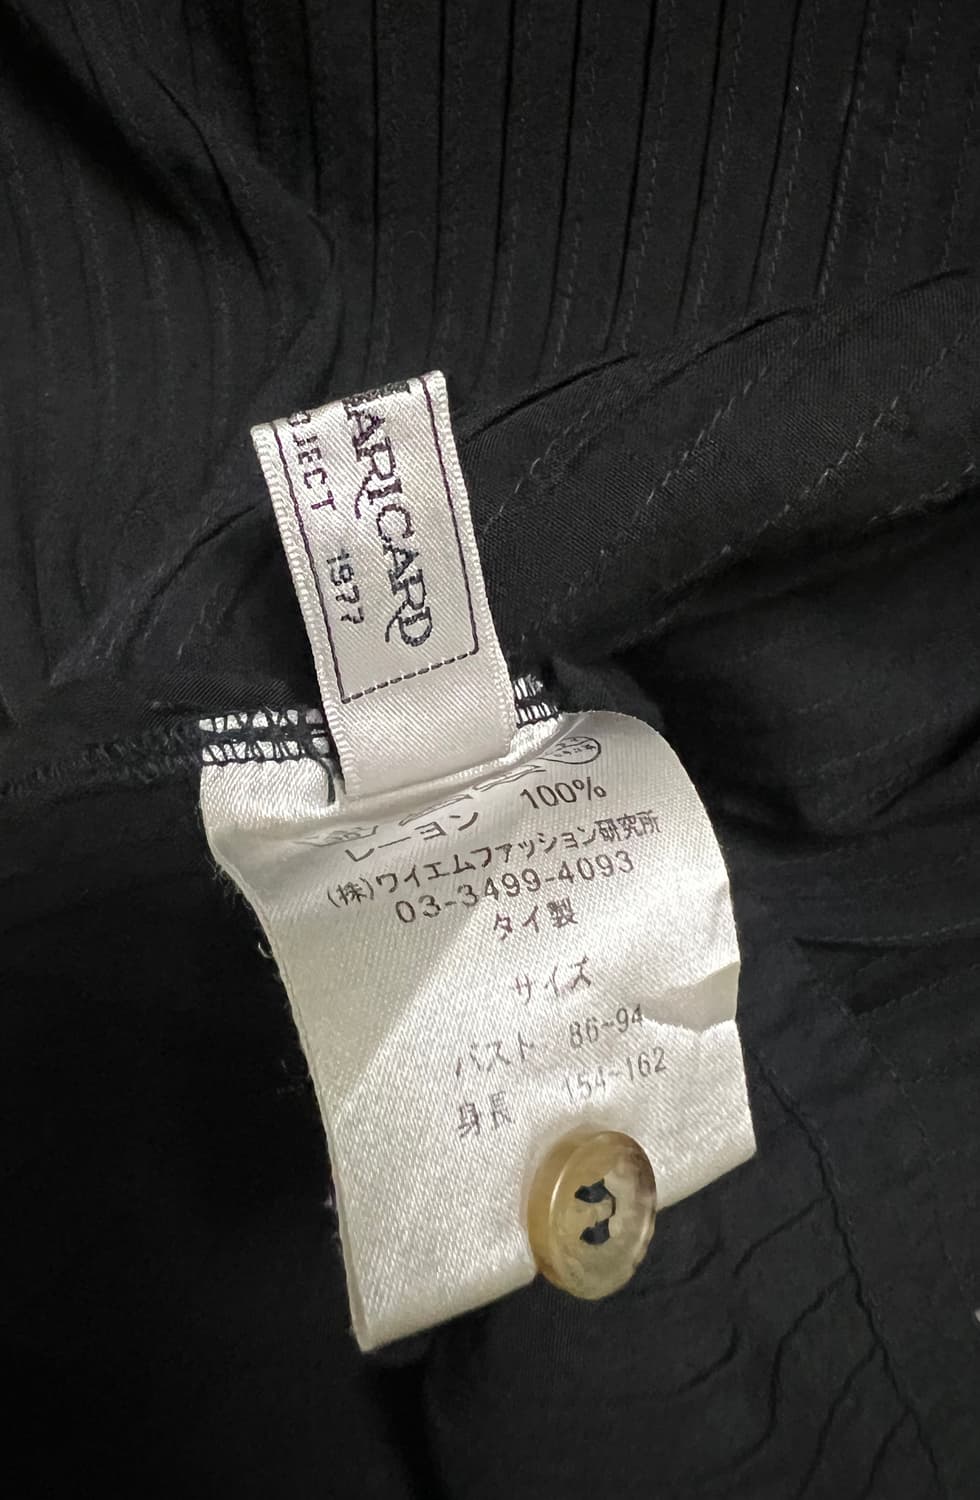 ARICARD
OJECT 1977
レーヨン 100%
(株)ワイエムファッション研究所
03-3499-4093
タイ製
サイズ
バスト 86~94
身長 154~162